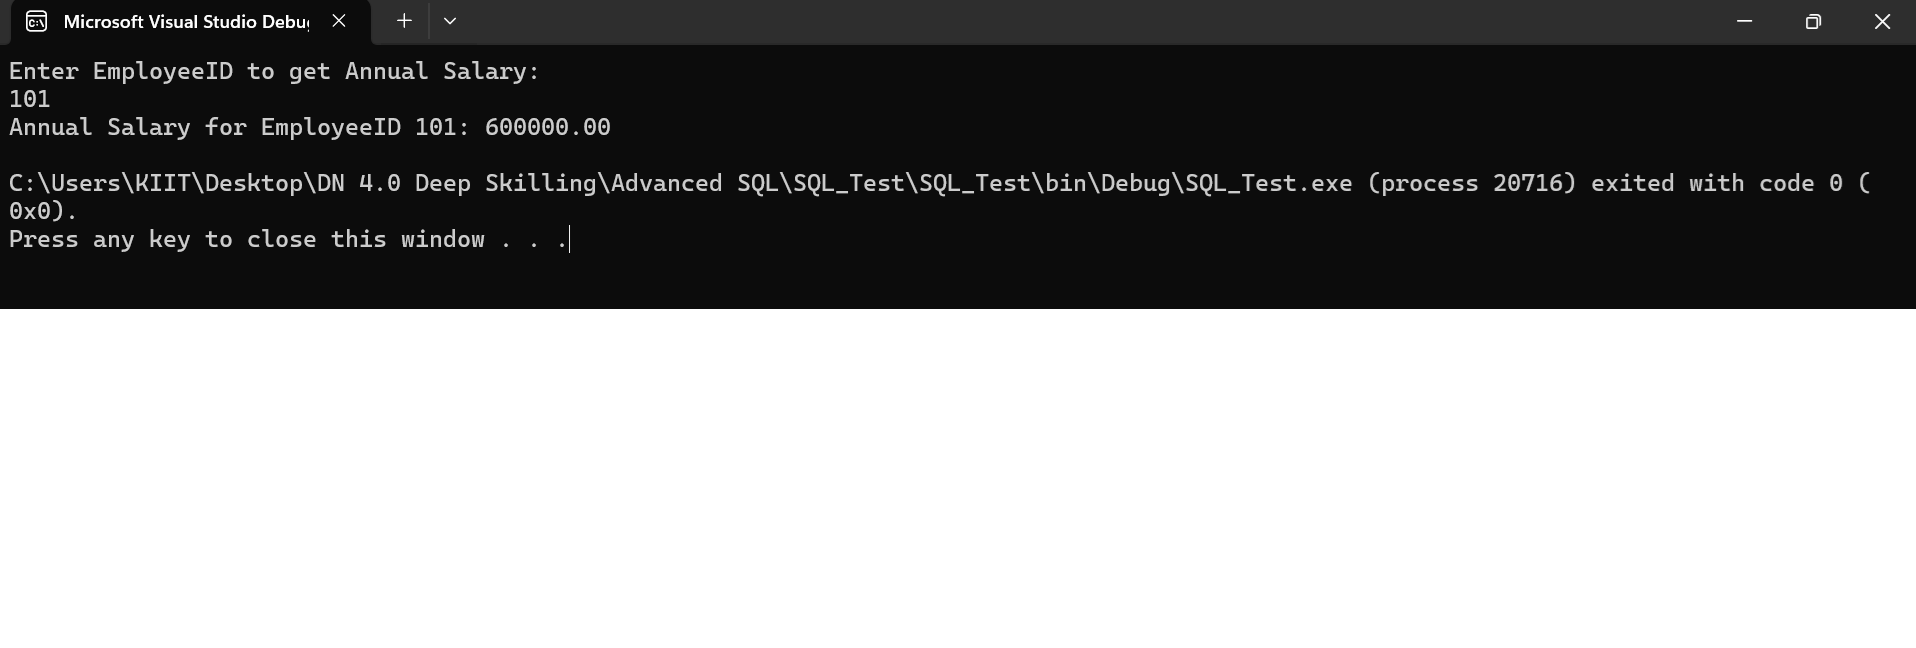 Microsoft Visual Studio Debu
Enter EmployeeID to get Annual Salary:
101
Annual Salary for EmployeeID 101: 600000.00
C:\Users\KIIT\Desktop\DN 4.0 Deep Skilling\Advanced SQL\SQL_Test\SQL_Test\bin\Debug\SQL_Test.exe (process 20716) exited with code 0 (
0x0).
Press any key to close this window . . .